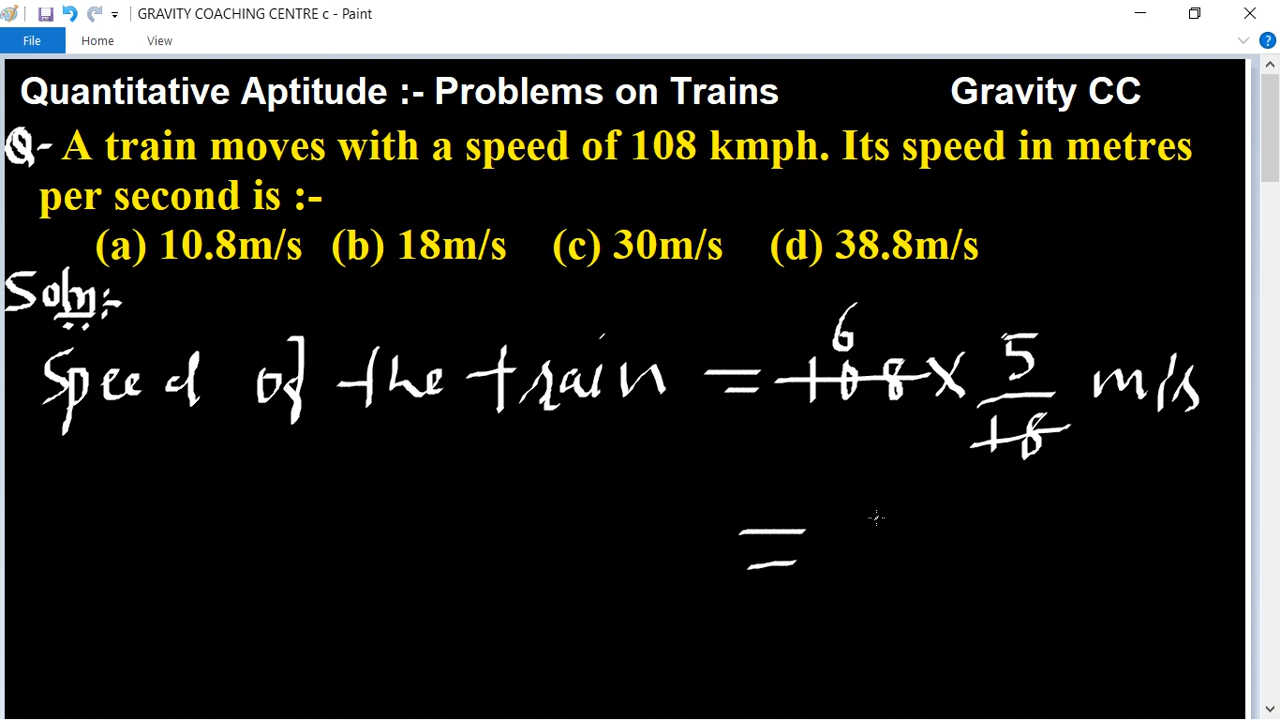 GRAVITY COACHING CENTRE c - Paint
File Home View
Quantitative Aptitude :- Problems on Trains Gravity CC
Q- A train moves with a speed of 108 kmph. Its speed in metres
per second is :-
(a) 10.8m/s (b) 18m/s (c) 30m/s (d) 38.8m/s
Soln:-
6
Speed of the train = 108 × 5/18 m/s
=